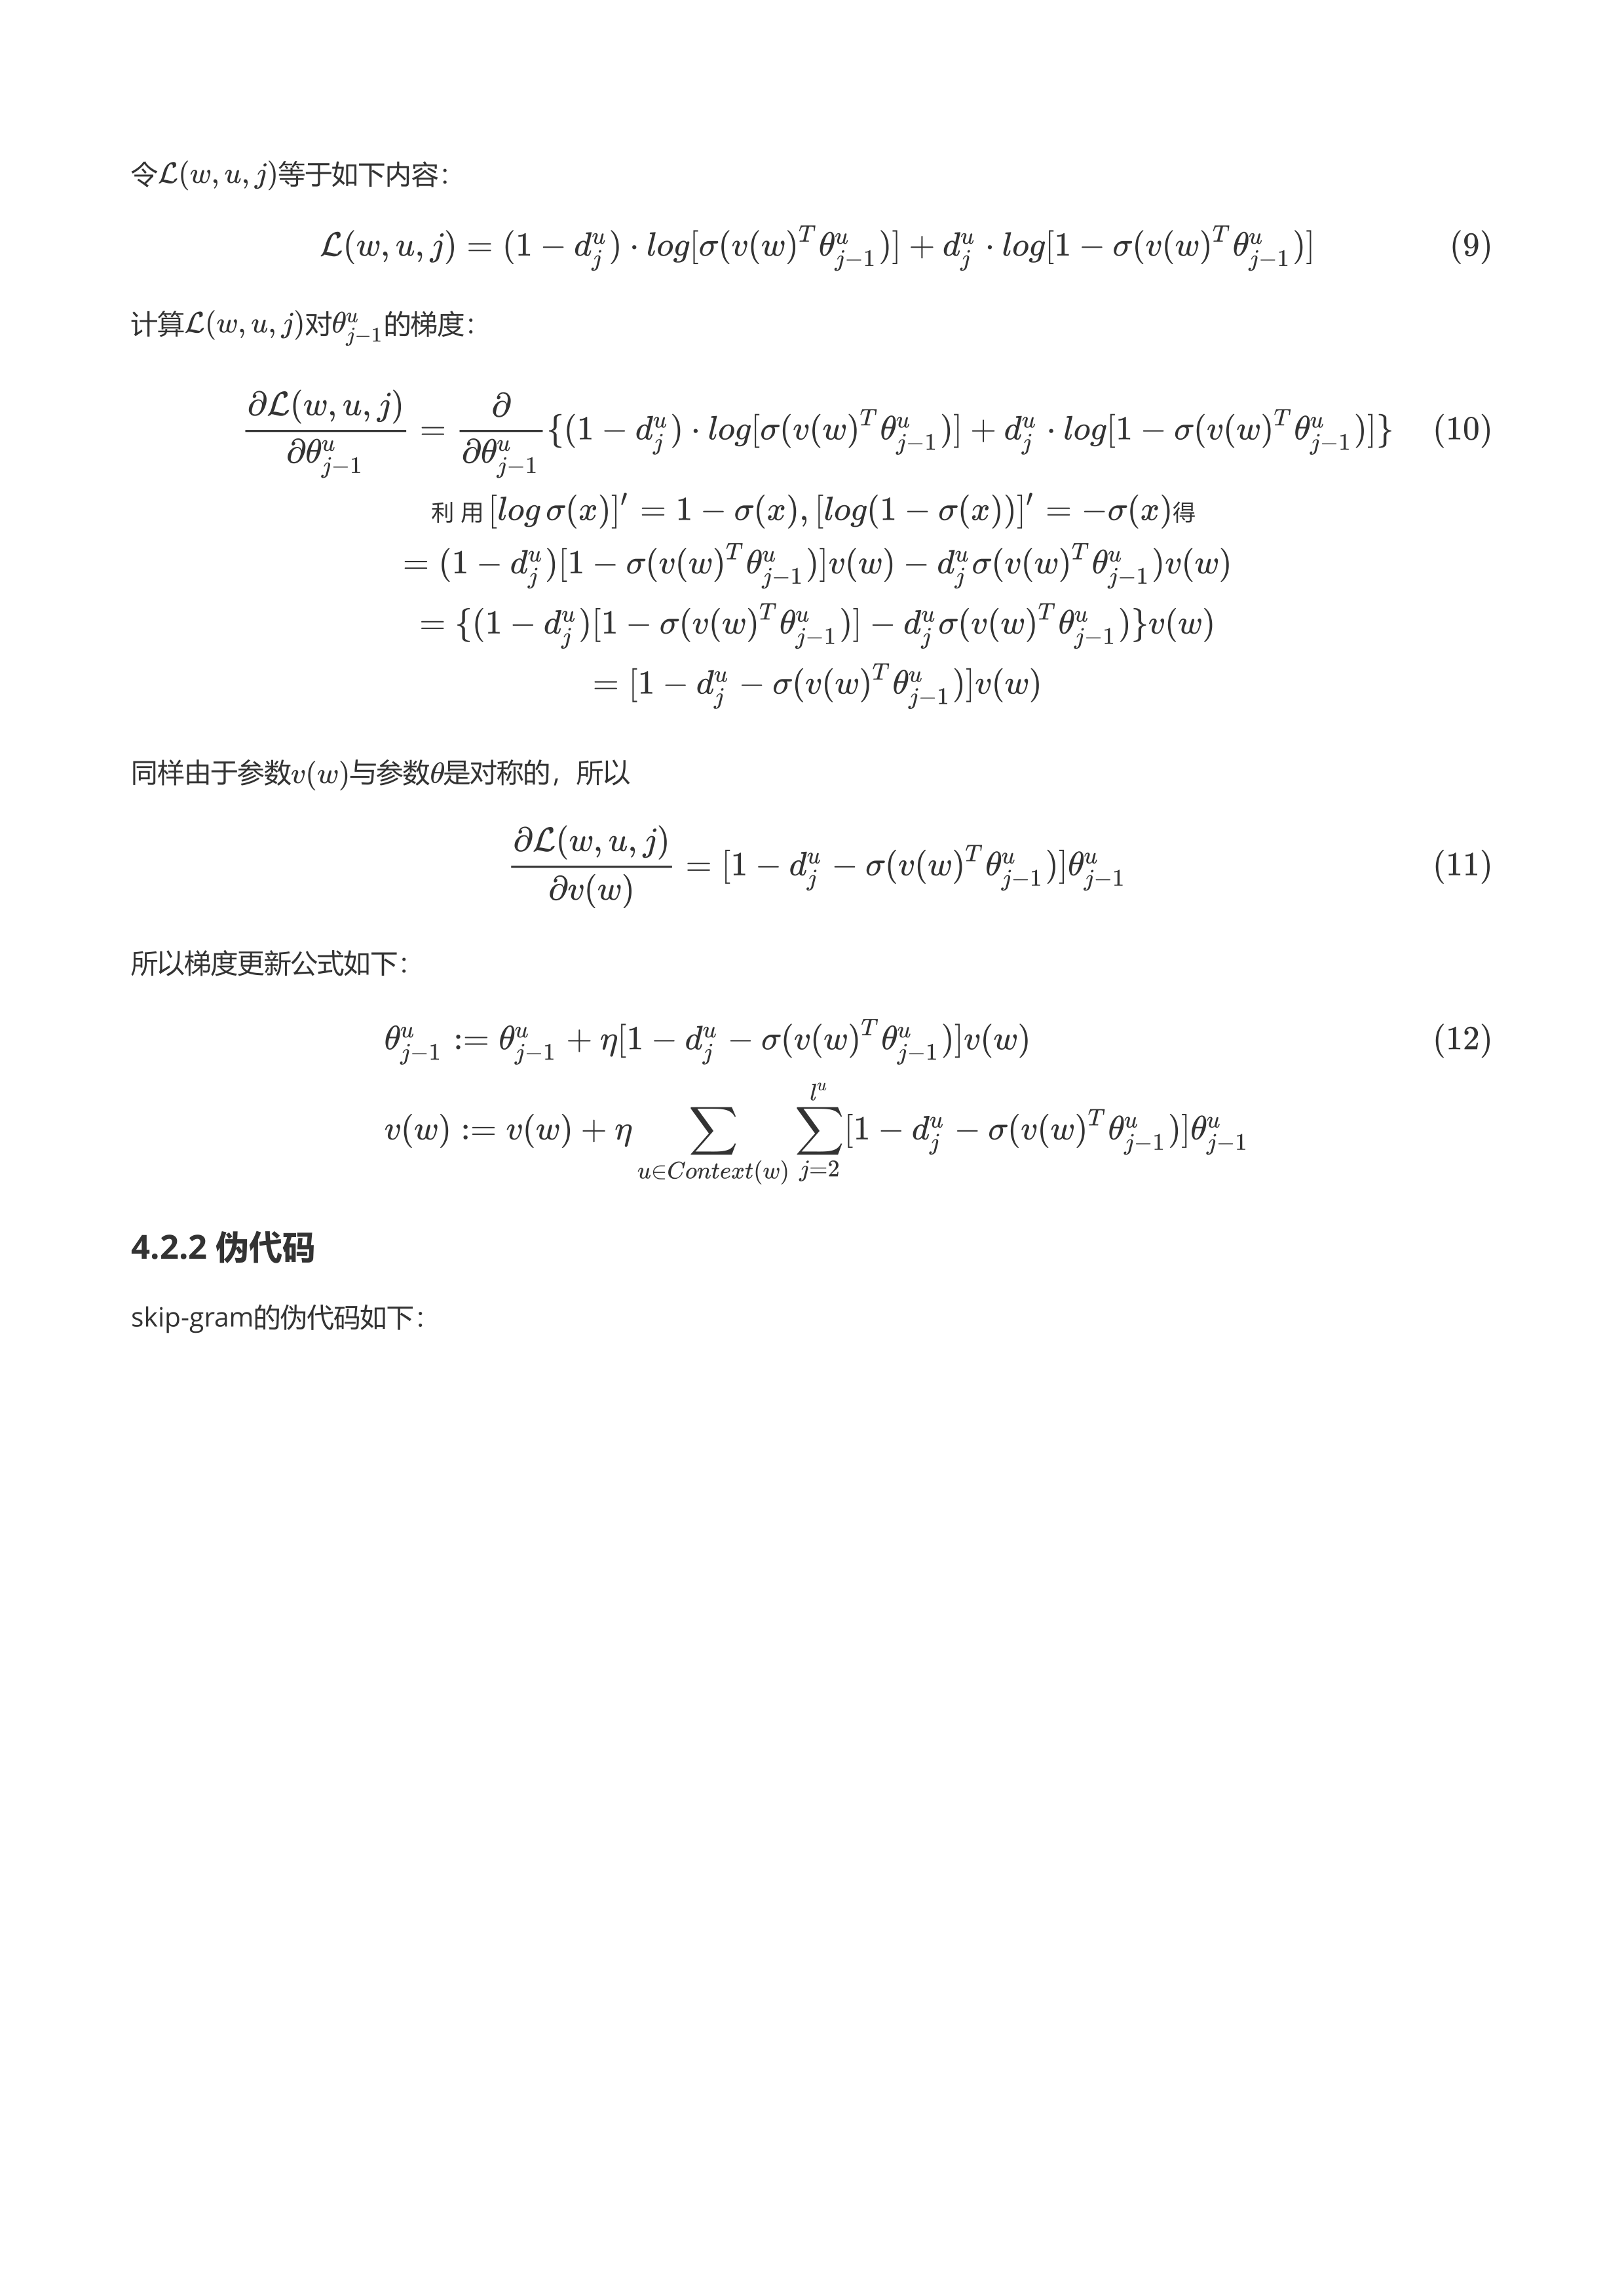 令$\mathcal{L}(w,u,j)$等于如下内容：
$\mathcal{L}(w,u,j)=(1-d_j^u)\cdot log[\sigma(v(w)^T\theta_{j-1}^u)]+d_j^u\cdot log[1-\sigma(v(w)^T\theta_{j-1}^u)]$ (9)
计算$\mathcal{L}(w,u,j)$对$\theta_{j-1}^u$的梯度：
$\frac{\partial\mathcal{L}(w,u,j)}{\partial\theta_{j-1}^u}=\frac{\partial}{\partial\theta_{j-1}^u}\{(1-d_j^u)\cdot log[\sigma(v(w)^T\theta_{j-1}^u)]+d_j^u\cdot log[1-\sigma(v(w)^T\theta_{j-1}^u)]\}$ (10)
利用$[log\,\sigma(x)]'=1-\sigma(x),[log(1-\sigma(x))]'=-\sigma(x)$得
$=(1-d_j^u)[1-\sigma(v(w)^T\theta_{j-1}^u)]v(w)-d_j^u\sigma(v(w)^T\theta_{j-1}^u)v(w)$
$=\{(1-d_j^u)[1-\sigma(v(w)^T\theta_{j-1}^u)]-d_j^u\sigma(v(w)^T\theta_{j-1}^u)\}v(w)$
$=[1-d_j^u-\sigma(v(w)^T\theta_{j-1}^u)]v(w)$
同样由于参数$v(w)$与参数$\theta$是对称的，所以
$\frac{\partial\mathcal{L}(w,u,j)}{\partial v(w)}=[1-d_j^u-\sigma(v(w)^T\theta_{j-1}^u)]\theta_{j-1}^u$ (11)
所以梯度更新公式如下：
$\theta_{j-1}^u:=\theta_{j-1}^u+\eta[1-d_j^u-\sigma(v(w)^T\theta_{j-1}^u)]v(w)$ (12)
$v(w):=v(w)+\eta\sum_{u\in Context(w)}\sum_{j=2}^{l^u}[1-d_j^u-\sigma(v(w)^T\theta_{j-1}^u)]\theta_{j-1}^u$
4.2.2 伪代码
skip-gram的伪代码如下：